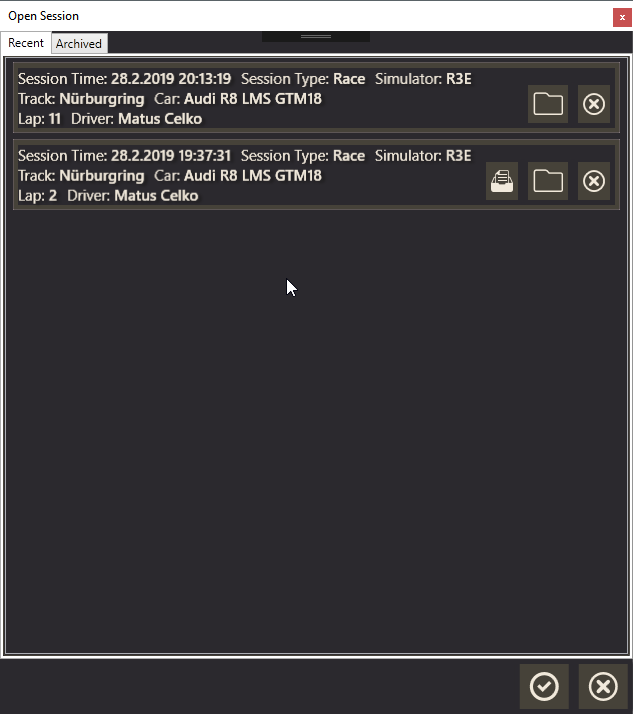 Open Session
x
Recent Archived
Session Time: 28.2.2019 20:13:19 Session Type: Race Simulator: R3E
Track: Nürburgring Car: Audi R8 LMS GTM18
Lap: 11 Driver: Matus Celko
Session Time: 28.2.2019 19:37:31 Session Type: Race Simulator: R3E
Track: Nürburgring Car: Audi R8 LMS GTM18
Lap: 2 Driver: Matus Celko